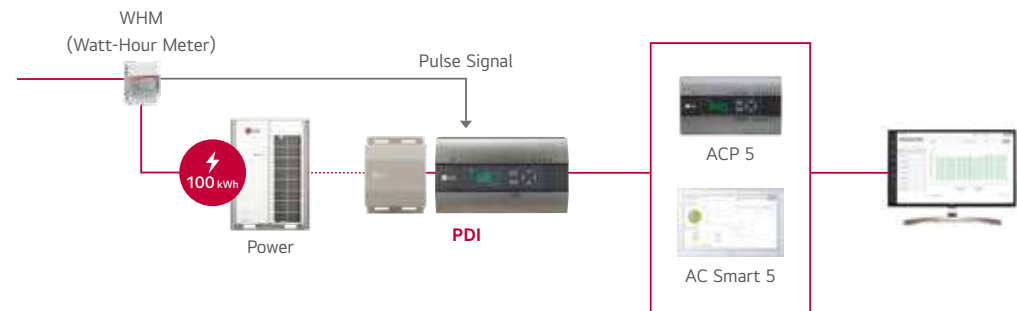 WHM
(Watt-Hour Meter)
Pulse Signal
100 kWh
Power
PDI
ACP 5
AC Smart 5